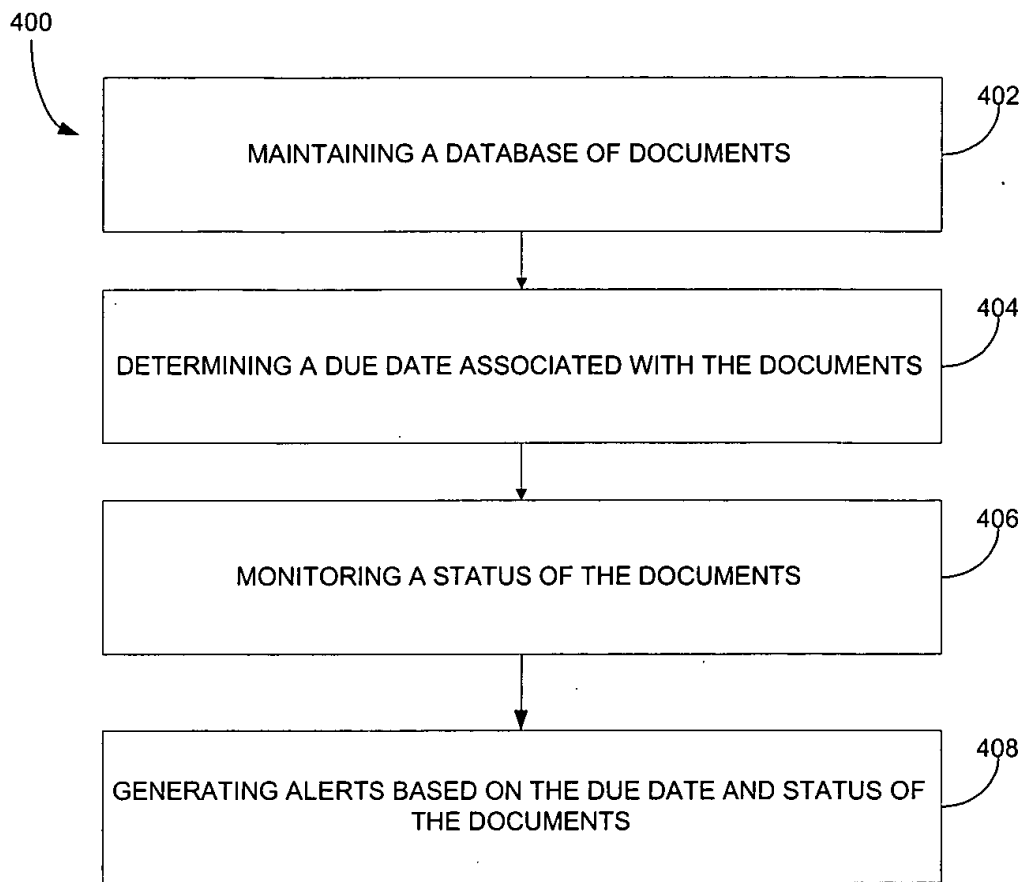 400
402
MAINTAINING A DATABASE OF DOCUMENTS
404
DETERMINING A DUE DATE ASSOCIATED WITH THE DOCUMENTS
406
MONITORING A STATUS OF THE DOCUMENTS
408
GENERATING ALERTS BASED ON THE DUE DATE AND STATUS OF
THE DOCUMENTS